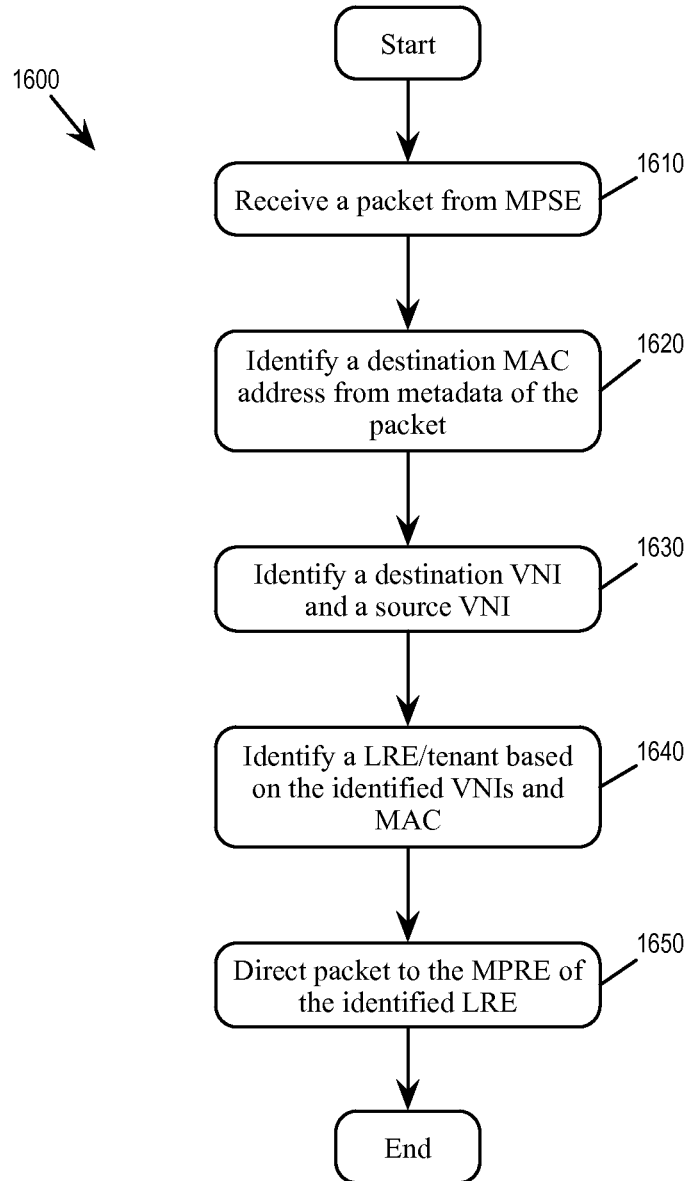 Start
1600
1610
Receive a packet from MPSE
1620
Identify a destination MAC
address from metadata of the
packet
1630
Identify a destination VNI
and a source VNI
1640
Identify a LRE/tenant based
on the identified VNIs and
MAC
1650
Direct packet to the MPRE of
the identified LRE
End